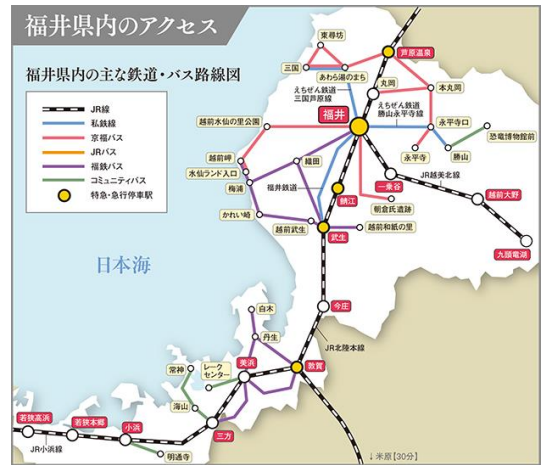 福井県内のアクセス
福井県内の主な鉄道・バス路線図
JR線
私鉄線
京福バス
JRバス
福鉄バス
コミュニティバス
特急・急行停車駅
東尋坊
三国
あわら湯のまち
芦原温泉
丸岡
本丸岡
えちぜん鉄道
三国芦原線
えちぜん鉄道
勝山永平寺線
福井
越前水仙の里公園
永平寺口
恐竜博物館前
永平寺
勝山
越前岬
水仙ランド入口
織田
梅浦
福井鉄道
鯖江
一乗谷
JR越美北線
越前大野
朝倉氏遺跡
かれい崎
越前武生
武生
越前和紙の里
九頭竜湖
日本海
今庄
白木
丹生
JR北陸本線
常神
レーク
センター
美浜
敦賀
海山
三方
若狭高浜
若狭本郷
小浜
JR小浜線
明通寺
↓米原【30分】